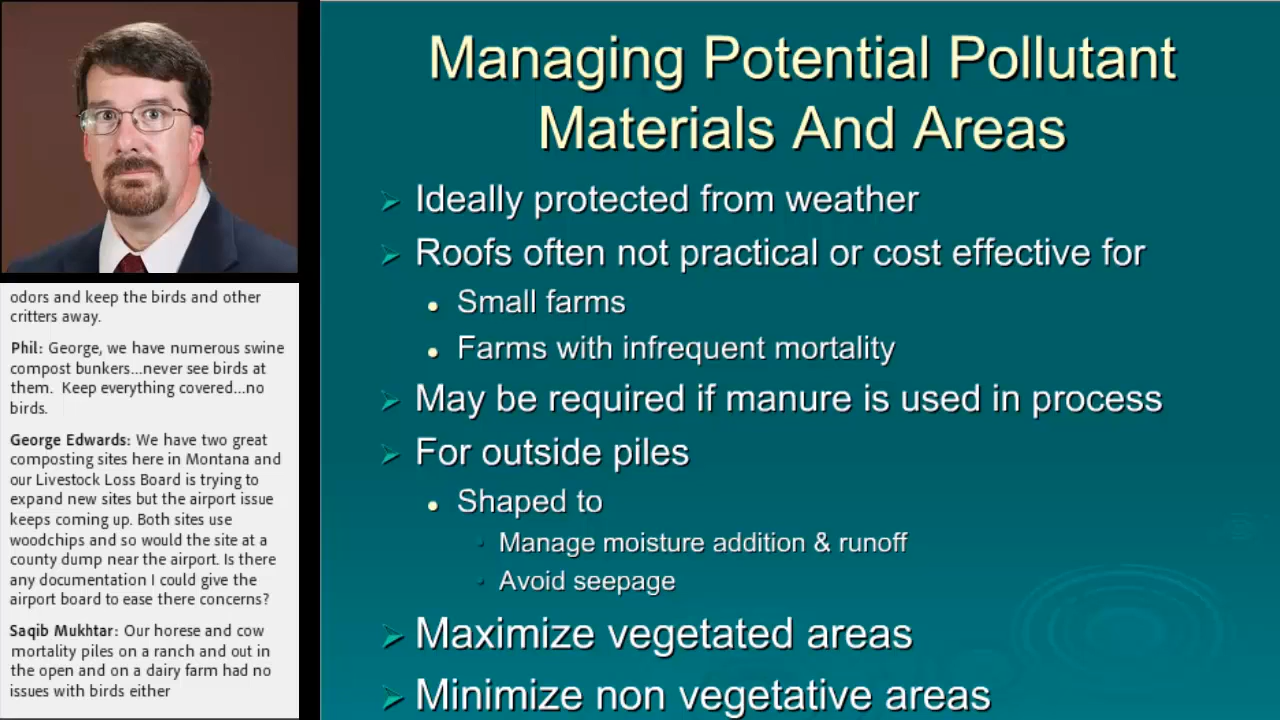 odors and keep the birds and other
critters away.
Phil: George, we have numerous swine
compost bunkers...never see birds at
them. Keep everything covered...no
birds.
George Edwards: We have two great
composting sites here in Montana and
our Livestock Loss Board is trying to
expand new sites but the airport issue
keeps coming up. Both sites use
woodchips and so would the site at a
county dump near the airport. Is there
any documentation I could give the
airport board to ease there concerns?
Saqib Mukhtar: Our horese and cow
mortality piles on a ranch and out in
the open and on a dairy farm had no
issues with birds either
Managing Potential Pollutant
Materials And Areas
Ideally protected from weather
Roofs often not practical or cost effective for
Small farms
Farms with infrequent mortality
May be required if manure is used in process
For outside piles
Shaped to
Manage moisture addition & runoff
Avoid seepage
Maximize vegetated areas
Minimize non vegetative areas